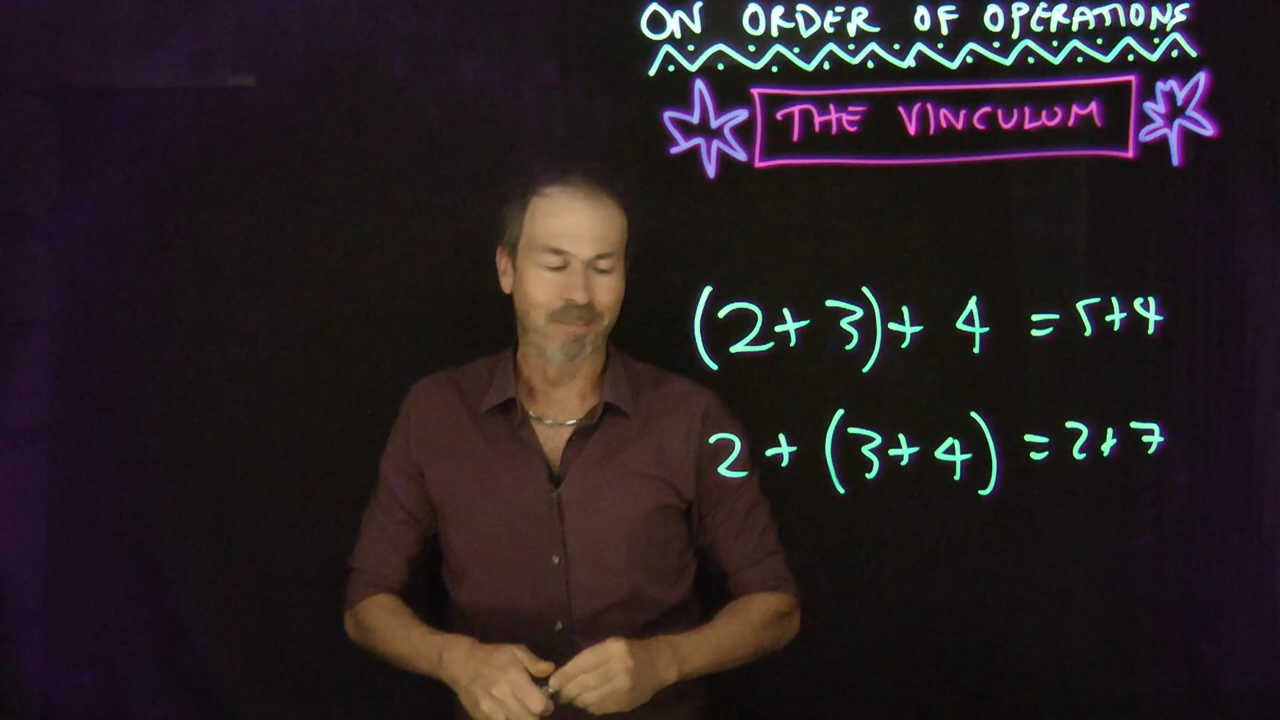 ON ORDER OF OPERATIONS
THE VINCULUM
(2+3)+ 4 = 5+4
2 + (3+4) = 2+7